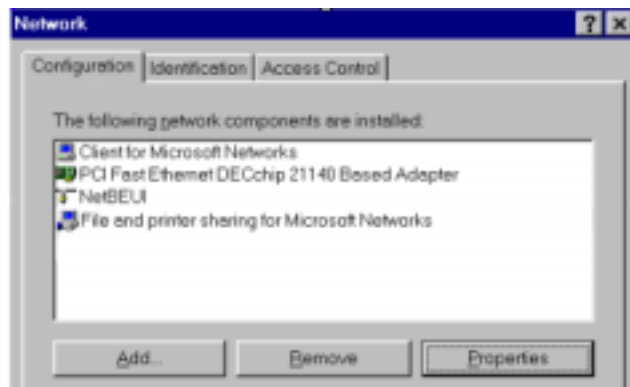 Network
Configuration Identification Access Control
The following network components are installed:
Client for Microsoft Networks
PCI Fast Ethernet DECchip 21140 Based Adapter
NetBEUI
File and printer sharing for Microsoft Networks
Add... Remove Properties